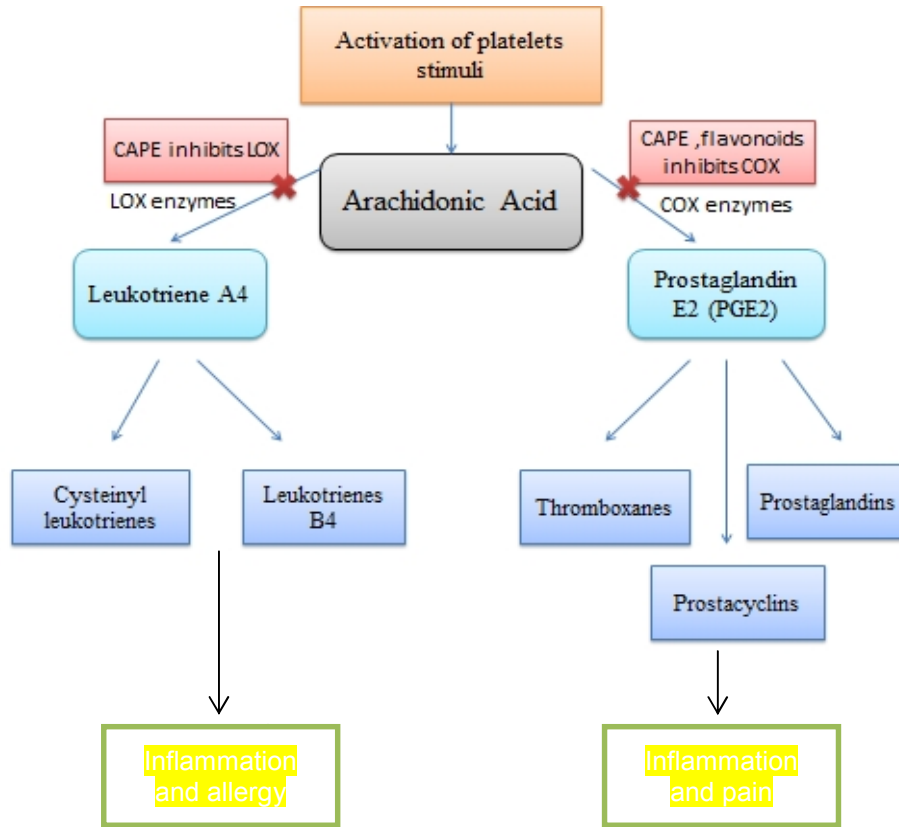 Activation of platelets
stimuli
CAPE inhibits LOX
CAPE ,flavonoids
inhibits COX
LOX enzymes
Arachidonic Acid
COX enzymes
Leukotriene A4
Prostaglandin
E2 (PGE2)
Cysteinyl
leukotrienes
Leukotrienes
B4
Thromboxanes
Prostaglandins
Prostacyclins
Inflammation
and allergy
Inflammation
and pain